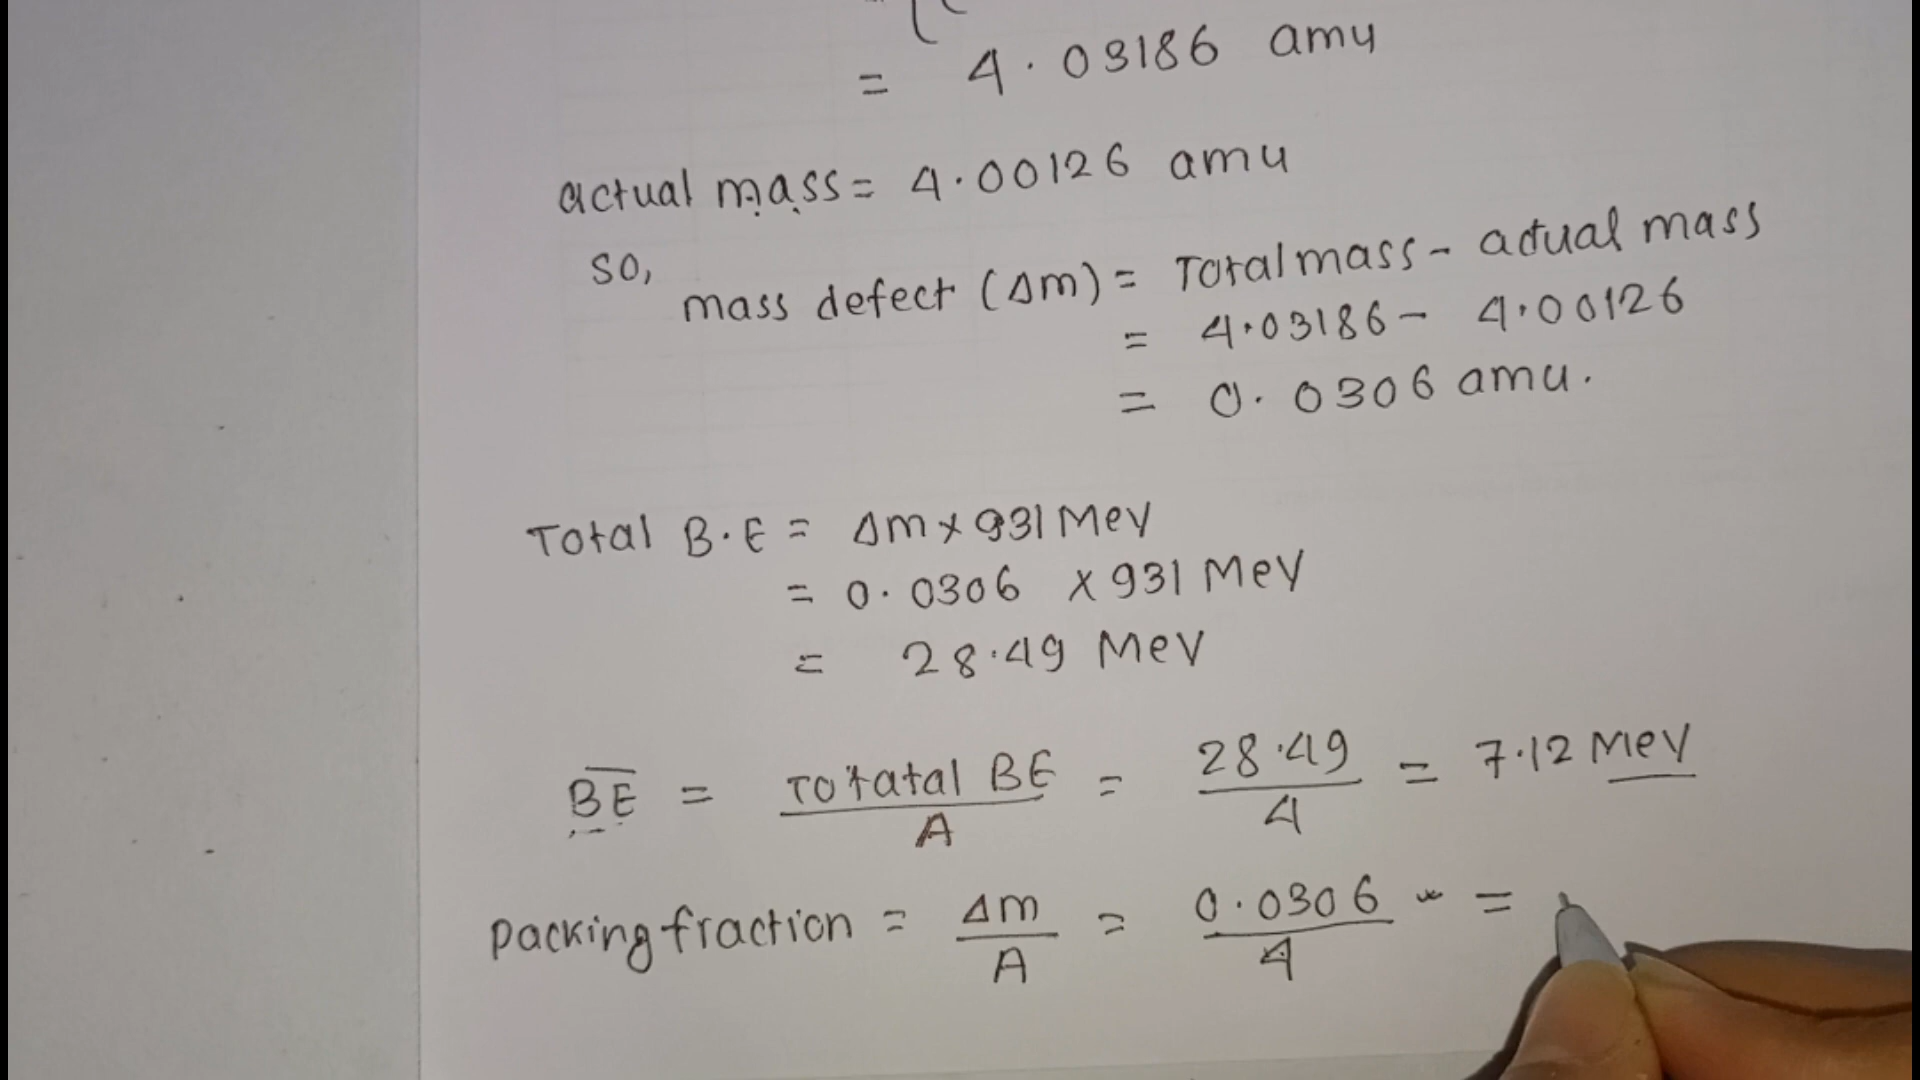 = 4.03186 amu
actual mass = 4.00126 amu
so,
mass defect (Δm) = Total mass - actual mass
= 4.03186 - 4.00126
= 0.0306 amu.
Total B.E = Δm x 931 MeV
= 0.0306 x 931 MeV
= 28.49 MeV
B̅E̅ = Totatal BE / A = 28.49 / 4 = 7.12 MeV
packing fraction = Δm / A = 0.0306 / 4 =